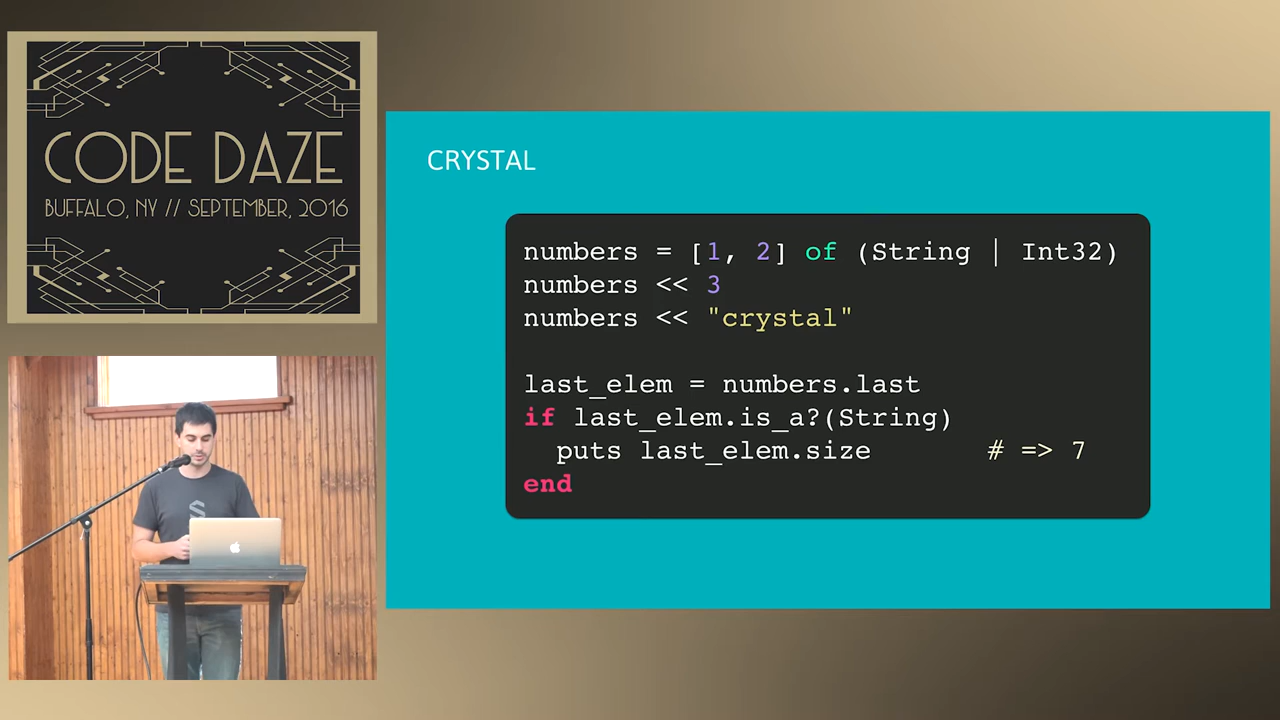 CODE DAZE
BUFFALO, NY // SEPTEMBER, 2016
CRYSTAL
numbers = [1, 2] of (String | Int32)
numbers << 3
numbers << "crystal"
last_elem = numbers.last
if last_elem.is_a?(String)
  puts last_elem.size       # => 7
end